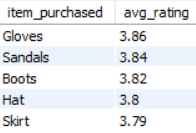 item_purchased avg_rating
Gloves 3.86
Sandals 3.84
Boots 3.82
Hat 3.8
Skirt 3.79